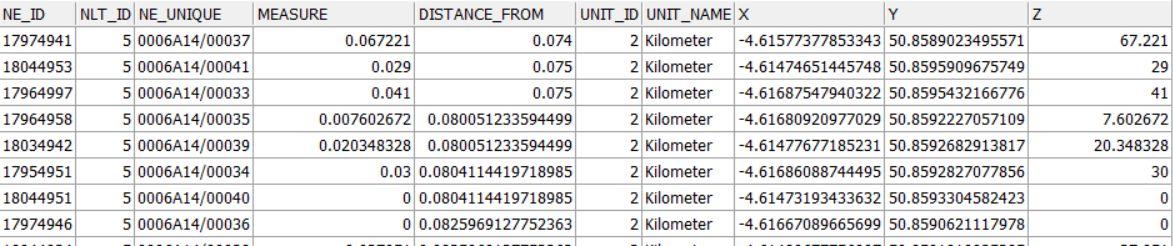 NE_ID NLT_ID NE_UNIQUE MEASURE DISTANCE_FROM UNIT_ID UNIT_NAME X Y Z
17974941 5 0006A14/00037 0.067221 0.074 2 Kilometer -4.61577377853343 50.8589023495571 67.221
18044953 5 0006A14/00041 0.029 0.075 2 Kilometer -4.61474651445748 50.8595909675749 29
17964997 5 0006A14/00033 0.041 0.075 2 Kilometer -4.61687547940322 50.8595432166776 41
17964958 5 0006A14/00035 0.007602672 0.080051233594499 2 Kilometer -4.61680920977029 50.8592227057109 7.602672
18034942 5 0006A14/00039 0.020348328 0.080051233594499 2 Kilometer -4.61477677185231 50.8592682913817 20.348328
17954951 5 0006A14/00034 0.03 0.0804114419718985 2 Kilometer -4.61686088744495 50.8592827077856 30
18044951 5 0006A14/00040 0 0.0804114419718985 2 Kilometer -4.61473193433632 50.8593304582423 0
17974946 5 0006A14/00036 0 0.0825969127752363 2 Kilometer -4.61667089665699 50.8590621117978 0